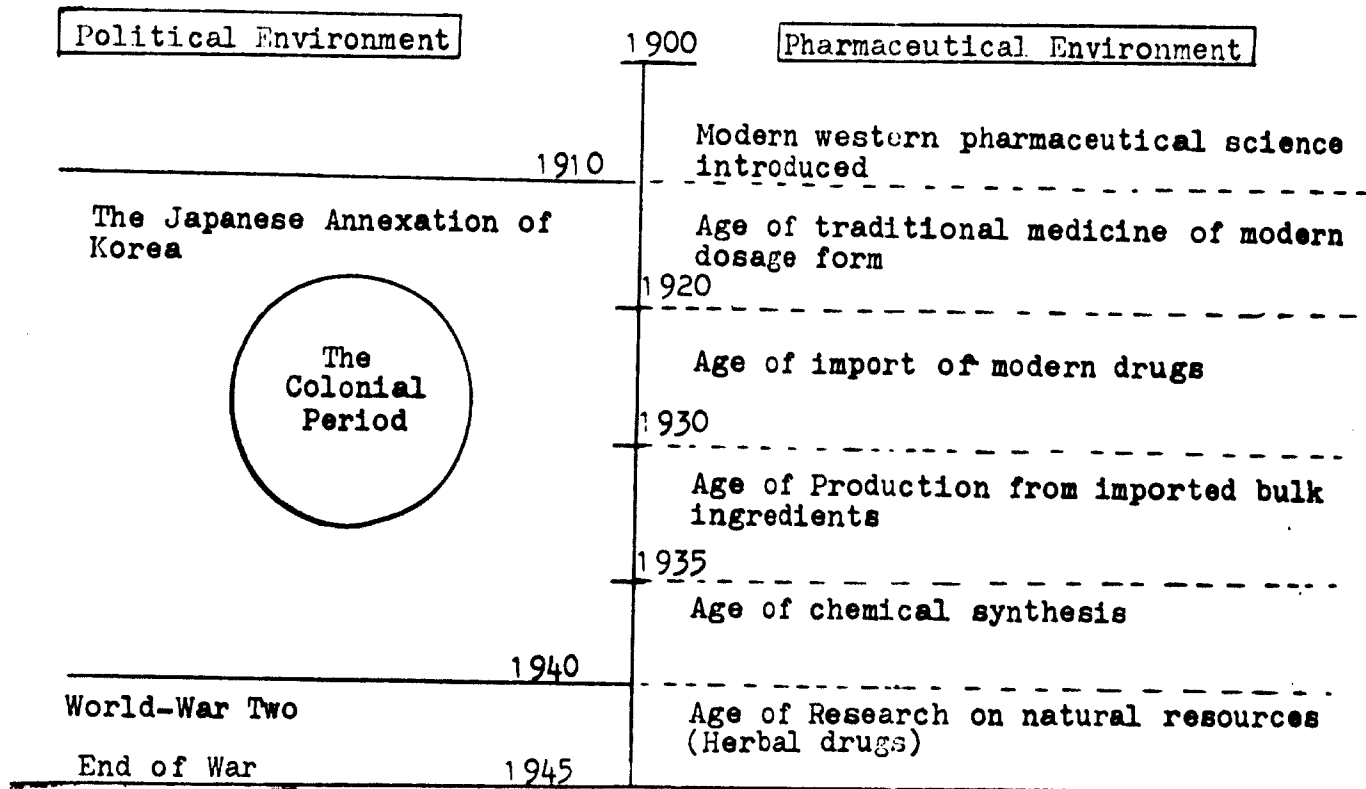 Political Environment
1900
Pharmaceutical Environment
Modern western pharmaceutical science
introduced
1910
The Japanese Annexation of
Korea
Age of traditional medicine of modern
dosage form
1920
The
Colonial
Period
Age of import of modern drugs
1930
Age of Production from imported bulk
ingredients
1935
Age of chemical synthesis
1940
World-War Two
Age of Research on natural resources
(Herbal drugs)
End of War
1945